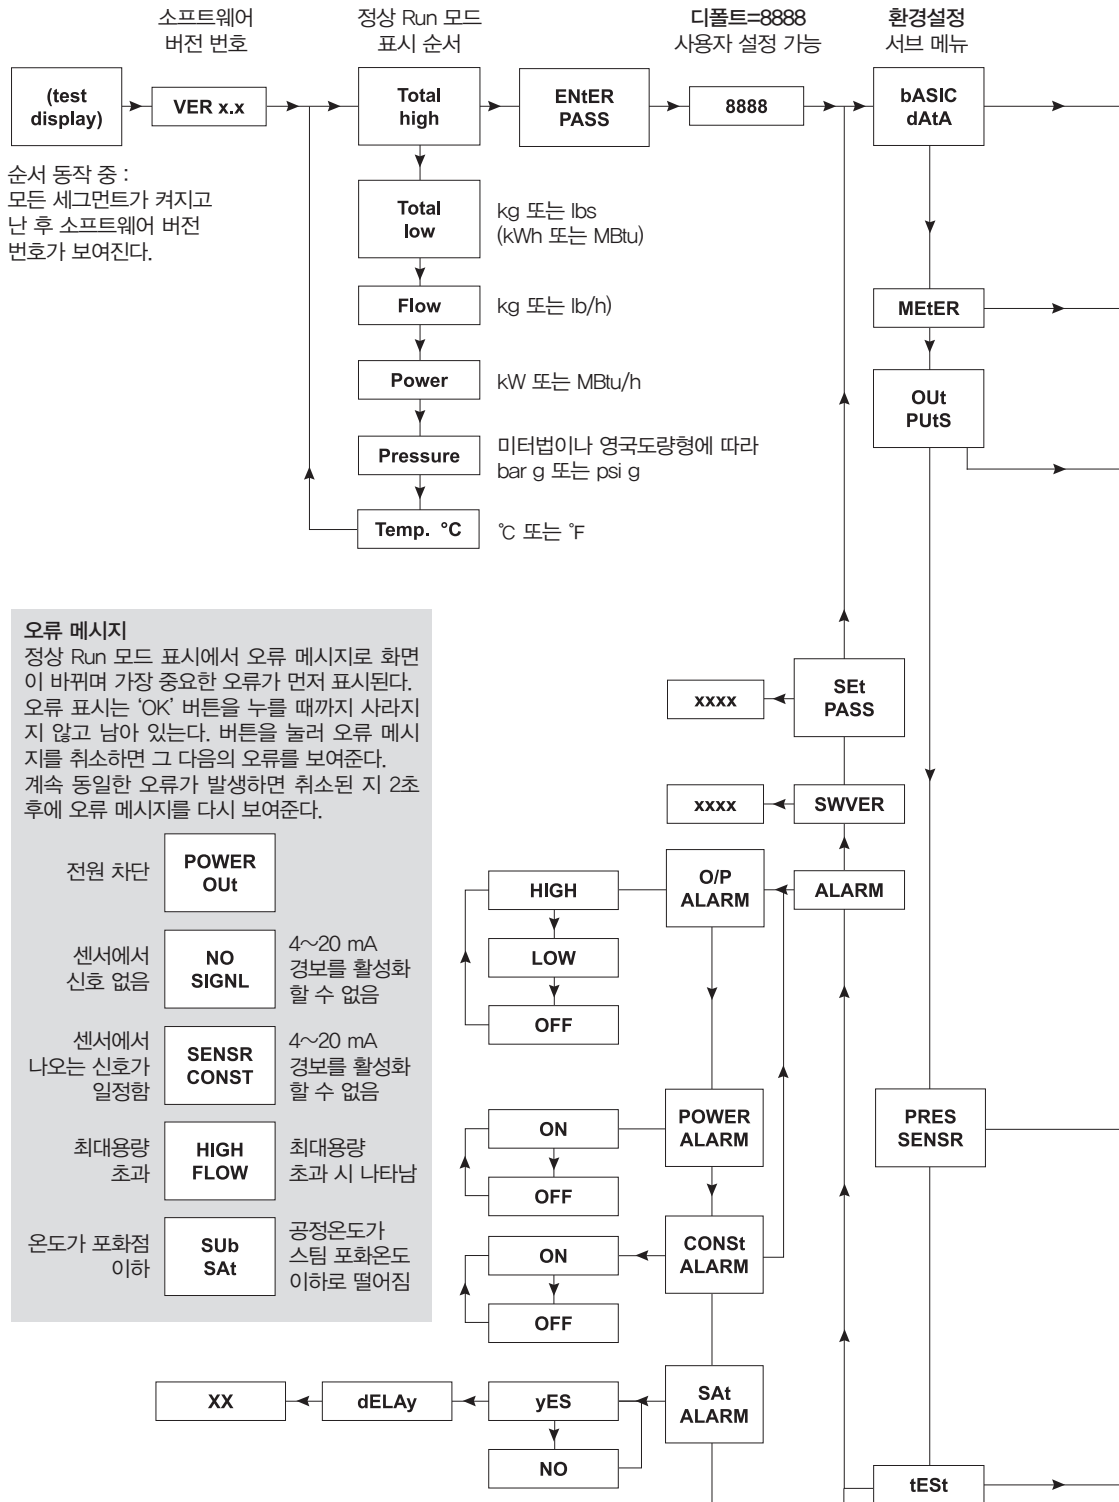 소프트웨어
버전 번호
정상 Run 모드
표시 순서
디폴트=8888
사용자 설정 가능
환경설정
서브 메뉴
(test
display)
VER x.x
Total
high
ENtER
PASS
8888
bASIC
dAtA
순서 동작 중 :
모든 세그먼트가 켜지고
난 후 소프트웨어 버전
번호가 보여진다.
Total
low
kg 또는 lbs
(kWh 또는 MBtu)
Flow
kg 또는 lb/h)
MEtER
Power
kW 또는 MBtu/h
OUt
PUtS
Pressure
미터법이나 영국도량형에 따라
bar g 또는 psi g
Temp. °C
℃ 또는 ℉
오류 메시지
정상 Run 모드 표시에서 오류 메시지로 화면
이 바뀌며 가장 중요한 오류가 먼저 표시된다.
오류 표시는 ‘OK’ 버튼을 누를 때까지 사라지
지 않고 남아 있는다. 버튼을 눌러 오류 메시
지를 취소하면 그 다음의 오류를 보여준다.
계속 동일한 오류가 발생하면 취소된 지 2초
후에 오류 메시지를 다시 보여준다.
전원 차단
POWER
OUt
센서에서
신호 없음
NO
SIGNL
4～20 mA
경보를 활성화
할 수 없음
센서에서
나오는 신호가
일정함
SENSR
CONST
4～20 mA
경보를 활성화
할 수 없음
최대용량
초과
HIGH
FLOW
최대용량
초과 시 나타남
온도가 포화점
이하
SUb
SAt
공정온도가
스팀 포화온도
이하로 떨어짐
xxxx
SEt
PASS
xxxx
SWVER
HIGH
O/P
ALARM
ALARM
LOW
OFF
ON
POWER
ALARM
PRES
SENSR
OFF
ON
CONSt
ALARM
OFF
XX
dELAy
yES
SAt
ALARM
NO
tESt